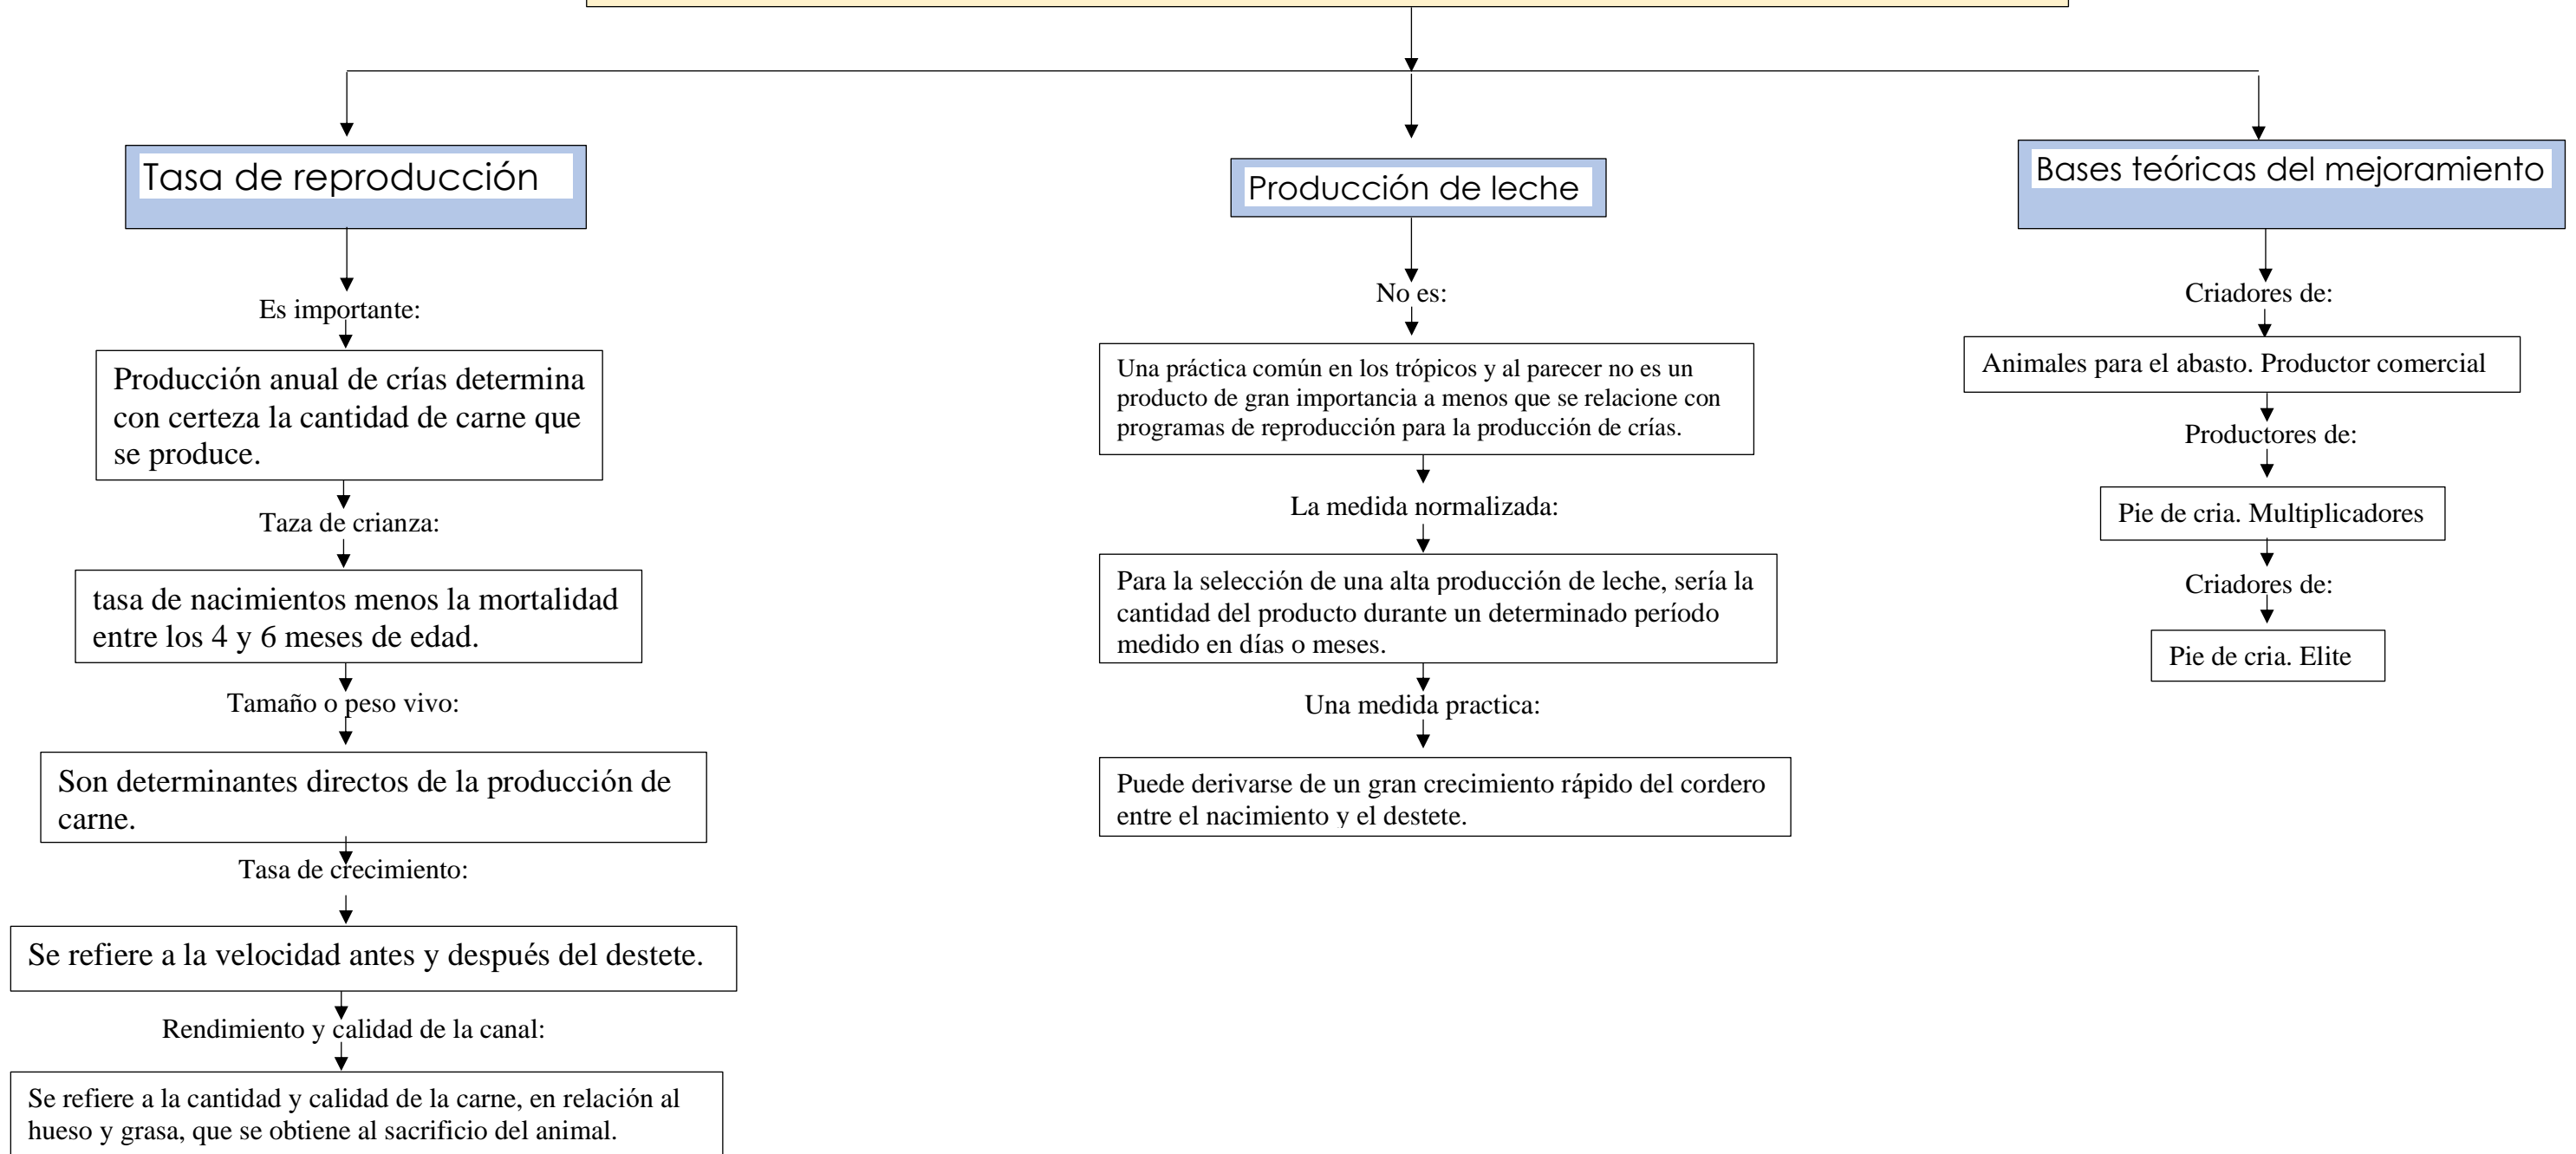 Tasa de reproducción
Es importante:
Producción anual de crías determina
con certeza la cantidad de carne que
se produce.
Taza de crianza:
tasa de nacimientos menos la mortalidad
entre los 4 y 6 meses de edad.
Tamaño o peso vivo:
Son determinantes directos de la producción de
carne.
Tasa de crecimiento:
Se refiere a la velocidad antes y después del destete.
Rendimiento y calidad de la canal:
Se refiere a la cantidad y calidad de la carne, en relación al
hueso y grasa, que se obtiene al sacrificio del animal.
Producción de leche
No es:
Una práctica común en los trópicos y al parecer no es un
producto de gran importancia a menos que se relacione con
programas de reproducción para la producción de crías.
La medida normalizada:
Para la selección de una alta producción de leche, sería la
cantidad del producto durante un determinado período
medido en días o meses.
Una medida practica:
Puede derivarse de un gran crecimiento rápido del cordero
entre el nacimiento y el destete.
Bases teóricas del mejoramiento
Criadores de:
Animales para el abasto. Productor comercial
Productores de:
Pie de cria. Multiplicadores
Criadores de:
Pie de cria. Elite